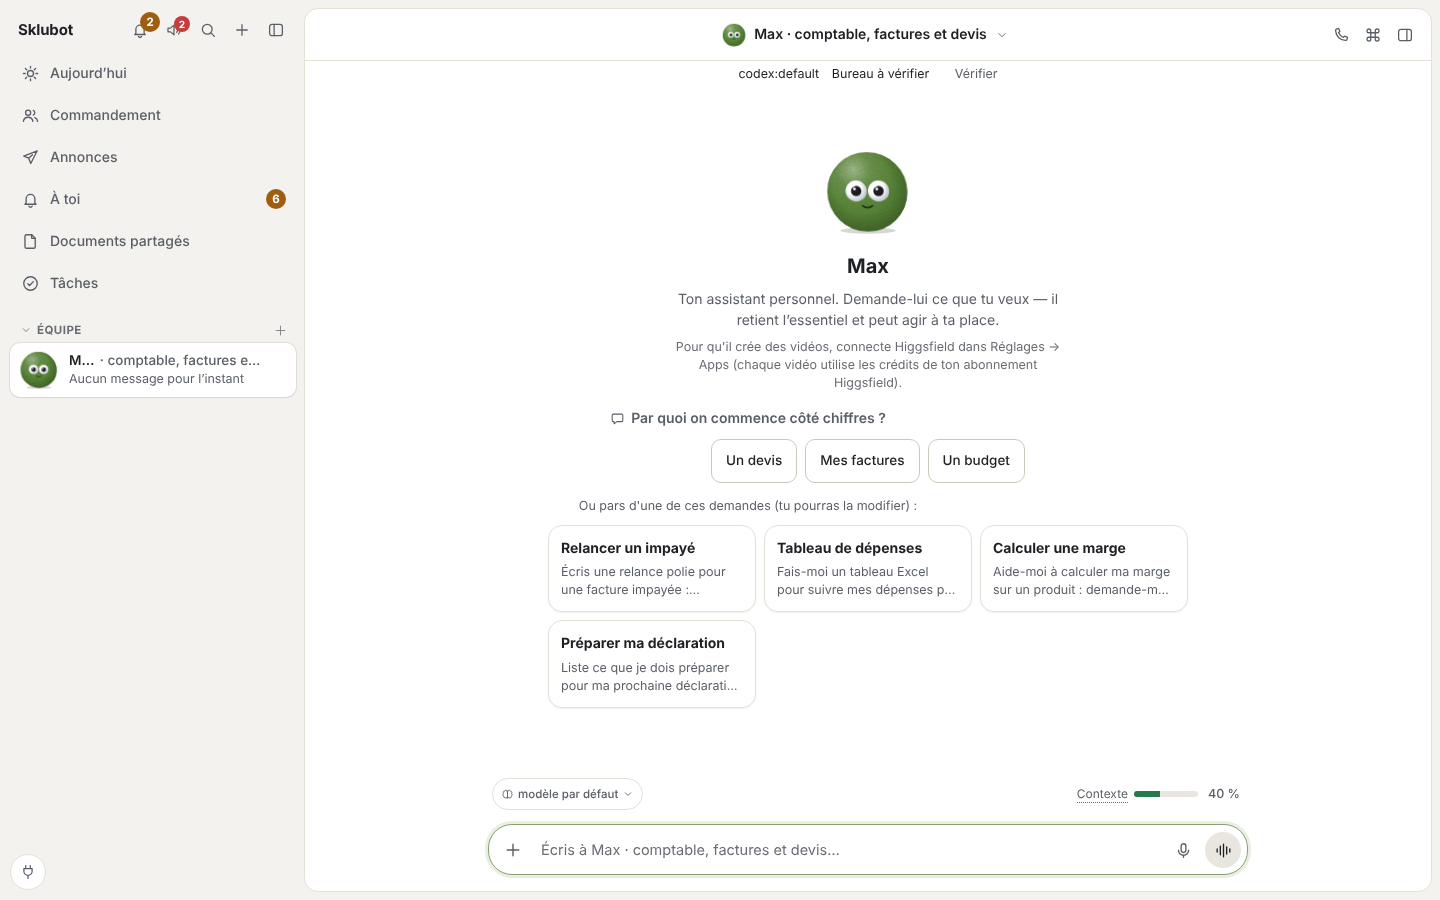 Sklubot
2
2
Aujourd’hui
Commandement
Annonces
À toi
6
Documents partagés
Tâches
ÉQUIPE
M... · comptable, factures e...
Aucun message pour l’instant
Max · comptable, factures et devis
codex:default Bureau à vérifier Vérifier
Max
Ton assistant personnel. Demande-lui ce que tu veux — il
retient l’essentiel et peut agir à ta place.
Pour qu'il crée des vidéos, connecte Higgsfield dans Réglages →
Apps (chaque vidéo utilise les crédits de ton abonnement
Higgsfield).
Par quoi on commence côté chiffres ?
Un devis
Mes factures
Un budget
Ou pars d'une de ces demandes (tu pourras la modifier) :
Relancer un impayé
Écris une relance polie pour
une facture impayée :...
Tableau de dépenses
Fais-moi un tableau Excel
pour suivre mes dépenses p...
Calculer une marge
Aide-moi à calculer ma marge
sur un produit : demande-m...
Préparer ma déclaration
Liste ce que je dois préparer
pour ma prochaine déclarati...
modèle par défaut
Contexte
40 %
Écris à Max · comptable, factures et devis...